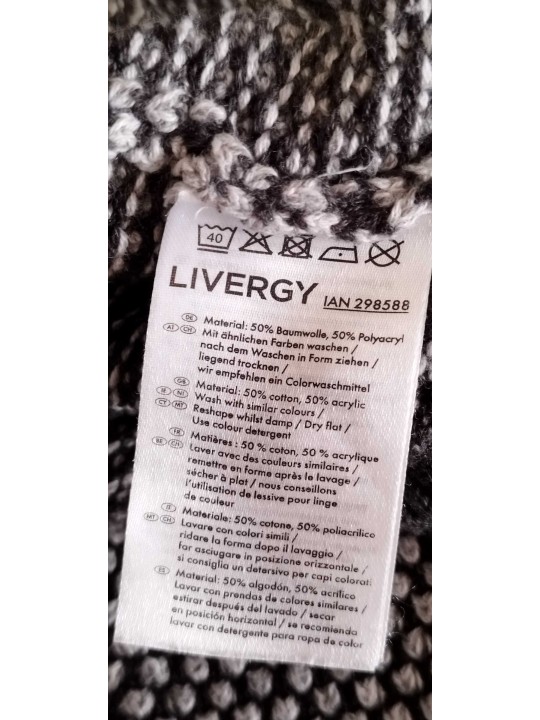 40
LIVERGY IAN 298588
DE Material: 50% Baumwolle, 50% Polyacryl
AT CH Mit ähnlichen Farben waschen /
nach dem Waschen in Form ziehen /
liegend trocknen /
wir empfehlen ein Colorwaschmittel
GB Material: 50% cotton, 50% acrylic
IE NI Wash with similar colours /
CY MT Reshape whilst damp / Dry flat /
Use colour detergent
FR Matières : 50 % coton, 50 % acrylique
BE CH Laver avec des couleurs similaires /
remettre en forme après le lavage /
sécher à plat / nous conseillons
l'utilisation de lessive pour linge
de couleur
IT Materiale: 50% cotone, 50% poliacrilico
MT CH Lavare con colori simili /
ridare la forma dopo il lavaggio /
far asciugare in posizione orizzontale /
si consiglia un detersivo per capi colorati
ES Material: 50% algodón, 50% acrílico
Lavar con prendas de colores similares /
estirar después del lavado / secar
en posición horizontal / se recomienda
lavar con detergente para ropa de color